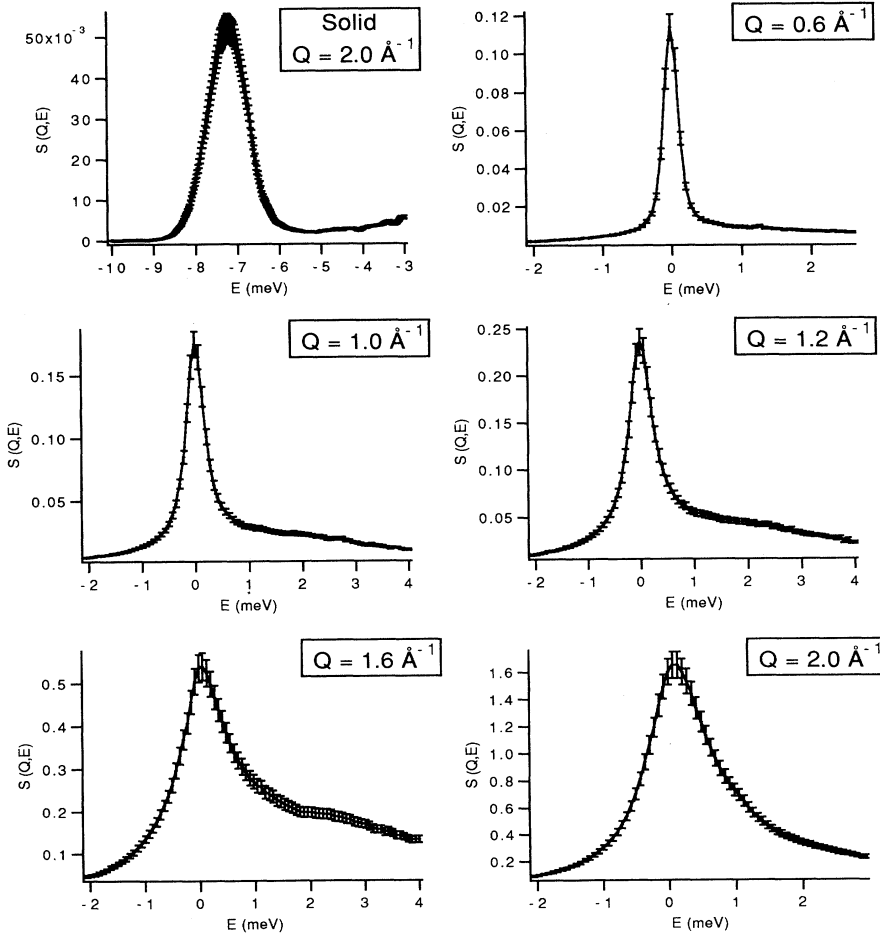 Solid
Q = 2.0 Å⁻¹
50x10⁻³
40
30
20
10
0
S (Q,E)
-10 -9 -8 -7 -6 -5 -4 -3
E (meV)
Q = 0.6 Å⁻¹
0.12
0.10
0.08
0.06
0.04
0.02
S (Q,E)
-2 -1 0 1 2
E (meV)
Q = 1.0 Å⁻¹
0.15
0.10
0.05
S (Q,E)
-2 -1 0 1 2 3 4
E (meV)
Q = 1.2 Å⁻¹
0.25
0.20
0.15
0.10
0.05
S (Q,E)
-2 -1 0 1 2 3 4
E (meV)
Q = 1.6 Å⁻¹
0.5
0.4
0.3
0.2
0.1
S (Q,E)
-2 -1 0 1 2 3 4
E (meV)
Q = 2.0 Å⁻¹
1.6
1.4
1.2
1.0
0.8
0.6
0.4
0.2
S (Q,E)
-2 -1 0 1 2
E (meV)